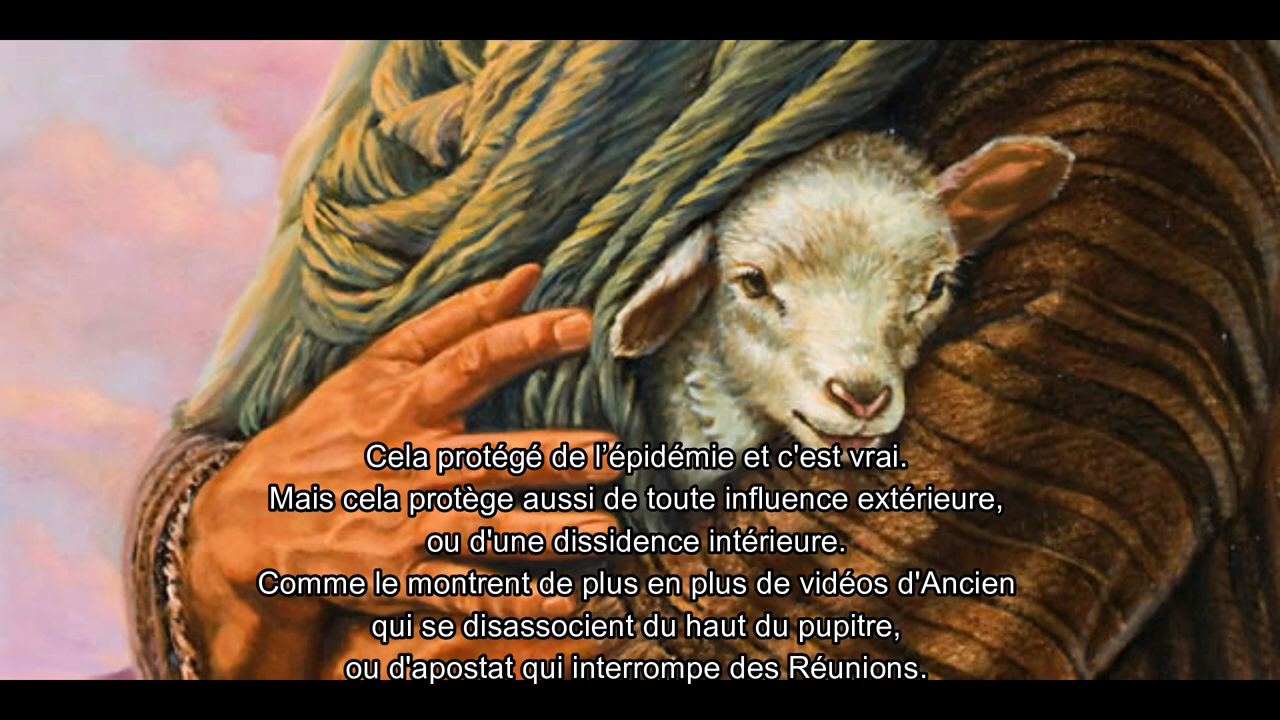 Cela protégé de l’épidémie et c'est vrai.
Mais cela protège aussi de toute influence extérieure,
ou d'une dissidence intérieure.
Comme le montrent de plus en plus de vidéos d'Ancien
qui se disassocient du haut du pupitre,
ou d'apostat qui interrompe des Réunions.